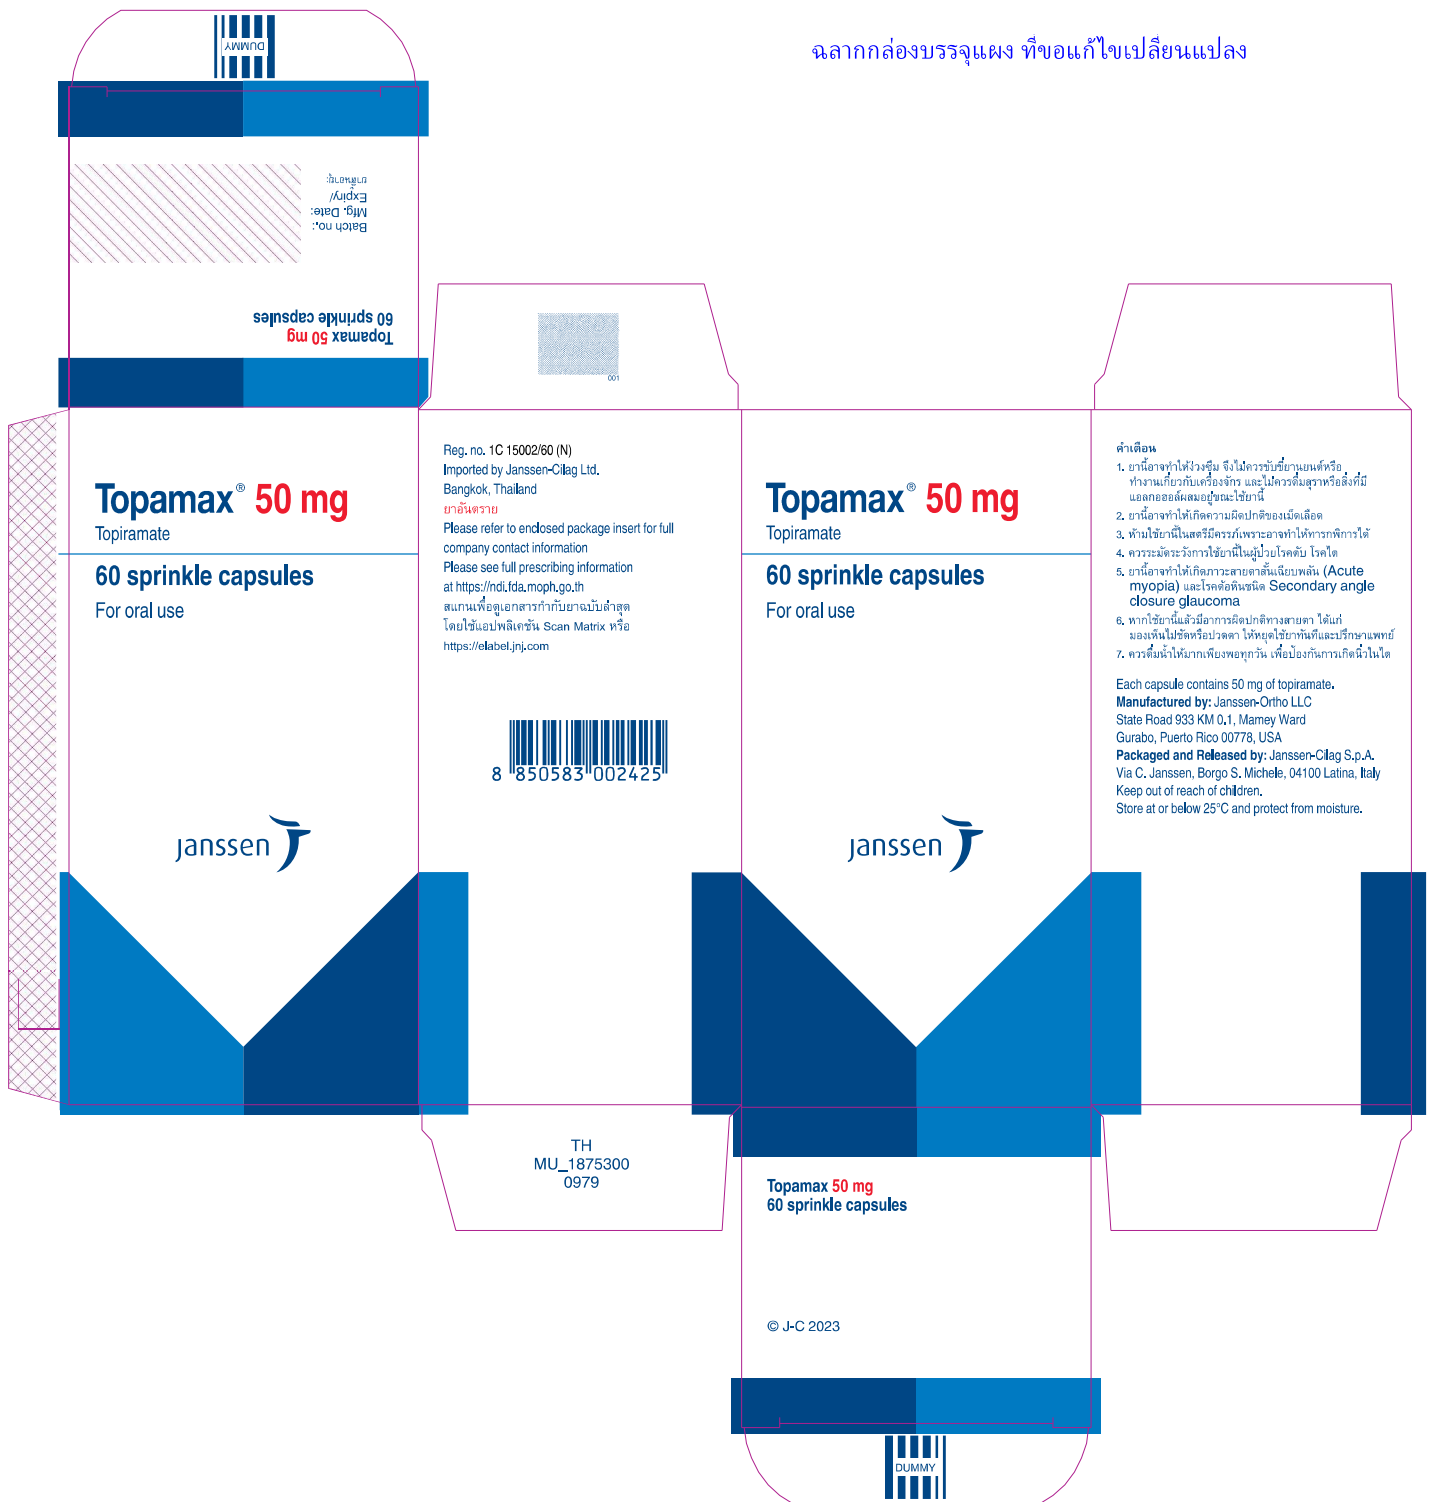 ฉลากกล่องบรรจุแผง ที่ขอแก้ไขเปลี่ยนแปลง
DUMMY
Batch no.:
Mfg. Date:
Expiry/
ยาสิ้นอายุ:
Topamax 50 mg
60 sprinkle capsules
001
Topamax® 50 mg
Topiramate
60 sprinkle capsules
For oral use
Janssen
Reg. no. 1C 15002/60 (N)
Imported by Janssen-Cilag Ltd.
Bangkok, Thailand
ยาอันตราย
Please refer to enclosed package insert for full
company contact information
Please see full prescribing information
at https://ndi.fda.moph.go.th
สแกนเพื่อดูเอกสารกำกับยาฉบับล่าสุด
โดยใช้แอปพลิเคชัน Scan Matrix หรือ
https://elabel.jnj.com
8 850583 002425
TH
MU_1875300
0979
Topamax® 50 mg
Topiramate
60 sprinkle capsules
For oral use
Janssen
Topamax 50 mg
60 sprinkle capsules
© J-C 2023
DUMMY
คำเตือน
1. ยานี้อาจทำให้ง่วงซึม จึงไม่ควรขับขี่ยานยนต์หรือ
ทำงานเกี่ยวกับเครื่องจักร และไม่ควรดื่มสุราหรือสิ่งที่มี
แอลกอฮอล์ผสมอยู่ขณะใช้ยานี้
2. ยานี้อาจทำให้เกิดความผิดปกติของเม็ดเลือด
3. ห้ามใช้ยานี้ในสตรีมีครรภ์เพราะอาจทำให้ทารกพิการได้
4. ควรระมัดระวังการใช้ยานี้ในผู้ป่วยโรคตับ โรคไต
5. ยานี้อาจทำให้เกิดภาวะสายตาสั้นเฉียบพลัน (Acute
myopia) และโรคต้อหินชนิด Secondary angle
closure glaucoma
6. หากใช้ยานี้แล้วมีอาการผิดปกติทางสายตา ได้แก่
มองเห็นไม่ชัดหรือปวดตา ให้หยุดใช้ยาทันทีและปรึกษาแพทย์
7. ควรดื่มน้ำให้มากเพียงพอทุกวัน เพื่อป้องกันการเกิดนิ่วในไต
Each capsule contains 50 mg of topiramate.
Manufactured by: Janssen-Ortho LLC
State Road 933 KM 0.1, Mamey Ward
Gurabo, Puerto Rico 00778, USA
Packaged and Released by: Janssen-Cilag S.p.A.
Via C. Janssen, Borgo S. Michele, 04100 Latina, Italy
Keep out of reach of children.
Store at or below 25°C and protect from moisture.